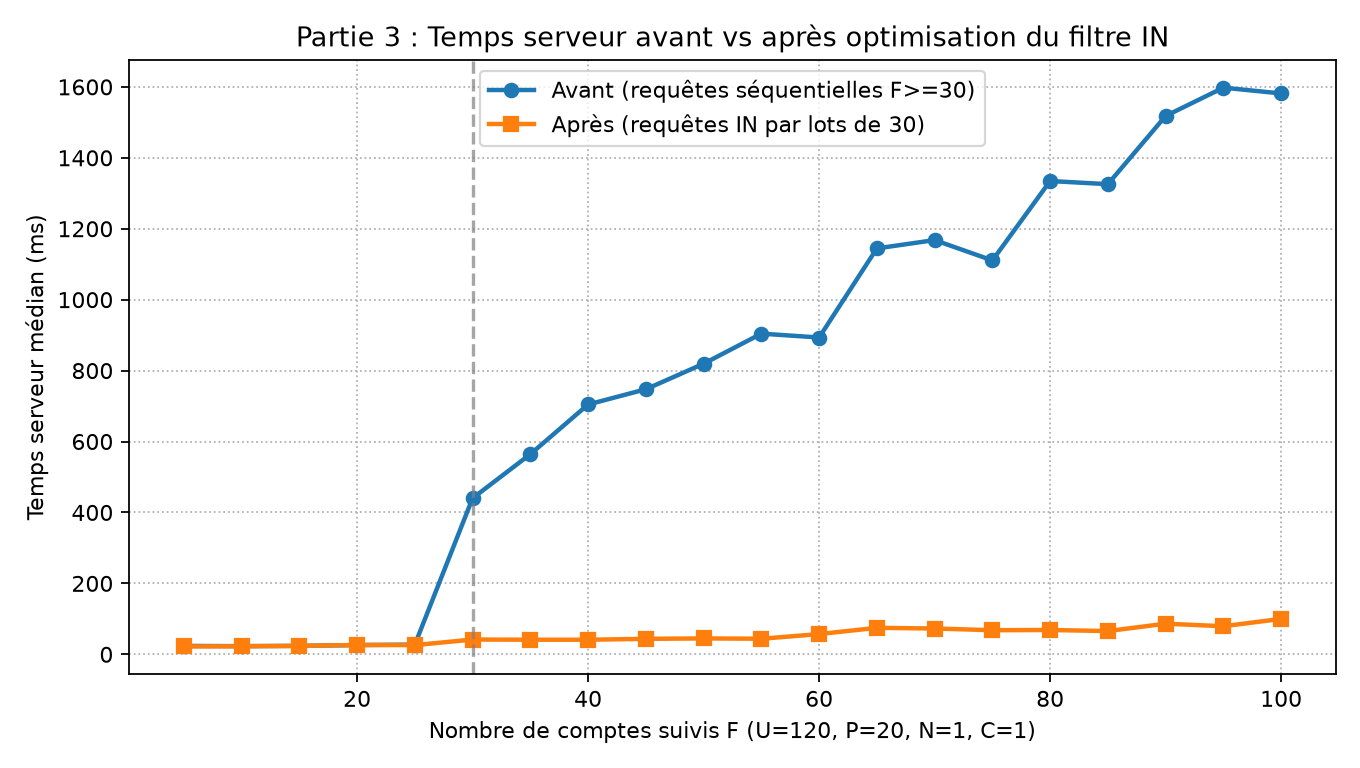 Partie 3 : Temps serveur avant vs après optimisation du filtre IN
Avant (requêtes séquentielles F>=30)
Après (requêtes IN par lots de 30)
Temps serveur médian (ms)
1600
1400
1200
1000
800
600
400
200
0
20 40 60 80 100
Nombre de comptes suivis F (U=120, P=20, N=1, C=1)